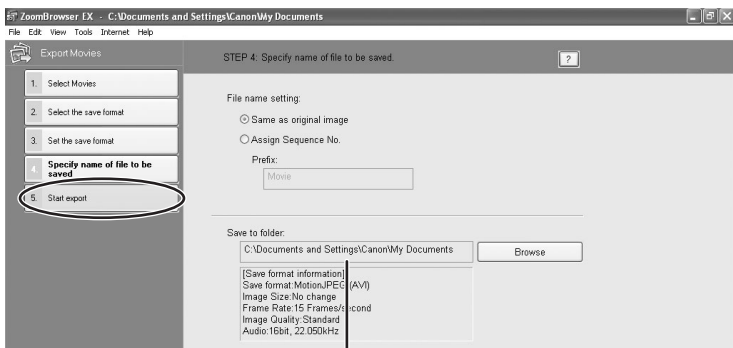 ZoomBrowser EX - C:\Documents and Settings\Canon\My Documents
File Edit View Tools Internet Help
Export Movies
STEP 4: Specify name of file to be saved.
?
1. Select Movies
2. Select the save format
3. Set the save format
4. Specify name of file to be saved
5. Start export
File name setting:
Same as original image
Assign Sequence No.
Prefix:
Movie
Save to folder:
C:\Documents and Settings\Canon\My Documents
Browse
[Save format information]
Save format:MotionJPEG (AVI)
Image Size:No change
Frame Rate:15 Frames/second
Image Quality:Standard
Audio:16bit, 22.050kHz